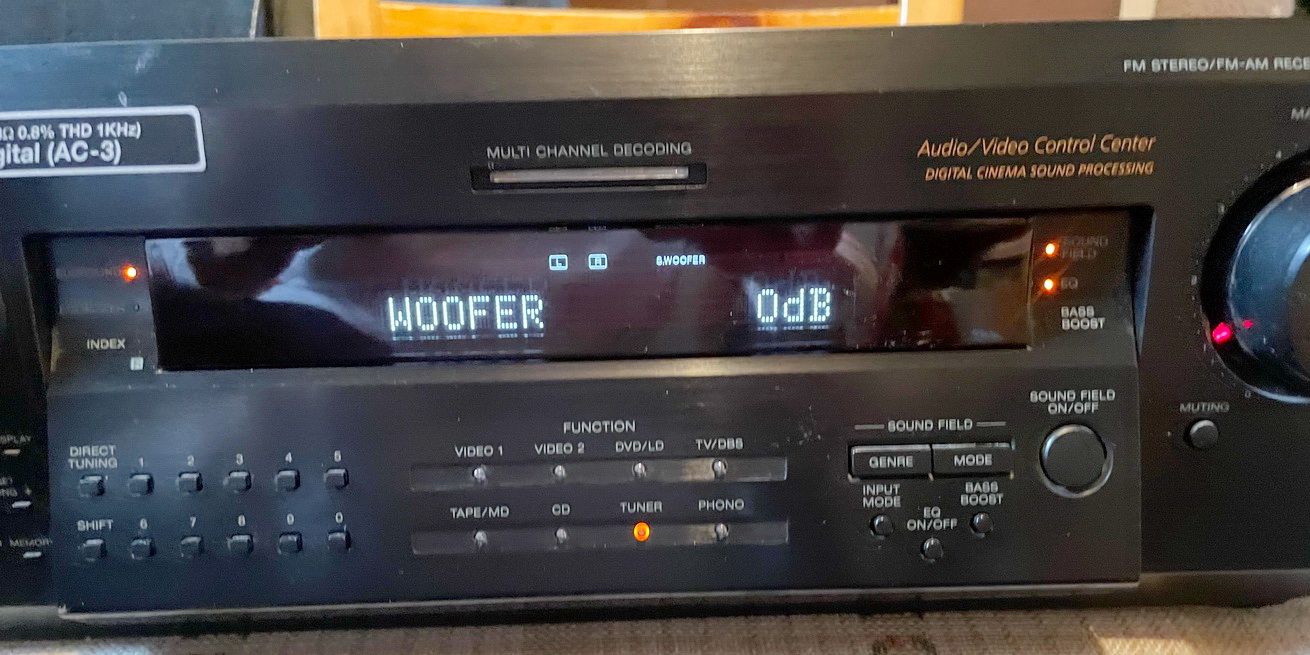 FM STEREO/FM-AM RECE
Ω 0.8% THD 1KHz)
gital (AC-3)
MULTI CHANNEL DECODING
Audio/Video Control Center
DIGITAL CINEMA SOUND PROCESSING
L R S.WOOFER
WOOFER 0dB
SOUND
FIELD
EQ
BASS
BOOST
INDEX
FUNCTION
VIDEO 1 VIDEO 2 DVD/LD TV/DBS
TAPE/MD CD TUNER PHONO
DIRECT
TUNING 1 2 3 4 5
SHIFT 6 7 8 9 0
MEMORY
SOUND FIELD
GENRE MODE
INPUT
MODE
EQ
ON/OFF
BASS
BOOST
SOUND FIELD
ON/OFF
MUTING